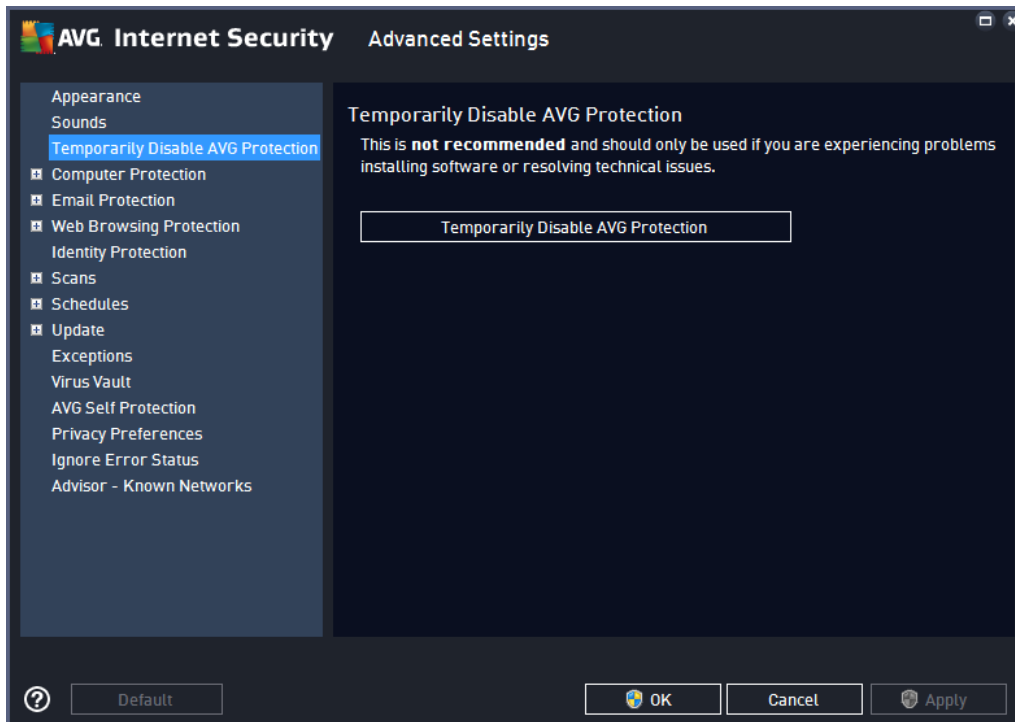 AVG. Internet Security Advanced Settings
Appearance
Sounds
Temporarily Disable AVG Protection
Computer Protection
Email Protection
Web Browsing Protection
Identity Protection
Scans
Schedules
Update
Exceptions
Virus Vault
AVG Self Protection
Privacy Preferences
Ignore Error Status
Advisor - Known Networks
Temporarily Disable AVG Protection
This is not recommended and should only be used if you are experiencing problems
installing software or resolving technical issues.
Temporarily Disable AVG Protection
Default
OK
Cancel
Apply